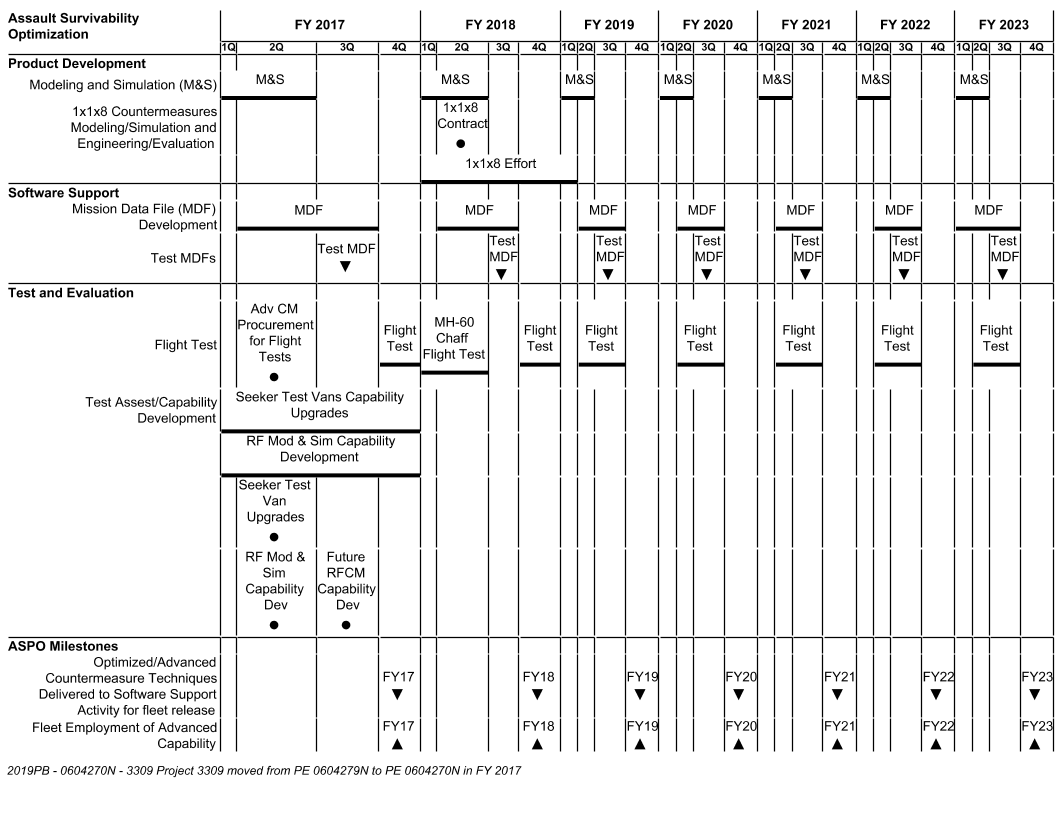 Assault Survivability
Optimization
FY 2017 FY 2018 FY 2019 FY 2020 FY 2021 FY 2022 FY 2023
1Q 2Q 3Q 4Q 1Q 2Q 3Q 4Q 1Q 2Q 3Q 4Q 1Q 2Q 3Q 4Q 1Q 2Q 3Q 4Q 1Q 2Q 3Q 4Q 1Q 2Q 3Q 4Q
Product Development
Modeling and Simulation (M&S)
M&S M&S M&S M&S M&S M&S M&S
1x1x8 Countermeasures
Modeling/Simulation and
Engineering/Evaluation
1x1x8
Contract
1x1x8 Effort
Software Support
Mission Data File (MDF)
Development
MDF MDF MDF MDF MDF MDF MDF
Test MDFs
Test MDF
Test
MDF
Test
MDF
Test
MDF
Test
MDF
Test
MDF
Test
MDF
Test and Evaluation
Flight Test
Adv CM
Procurement
for Flight
Tests
Flight
Test
MH-60
Chaff
Flight Test
Flight
Test
Flight
Test
Flight
Test
Flight
Test
Flight
Test
Flight
Test
Test Assest/Capability
Development
Seeker Test Vans Capability
Upgrades
RF Mod & Sim Capability
Development
Seeker Test
Van
Upgrades
RF Mod &
Sim
Capability
Dev
Future
RFCM
Capability
Dev
ASPO Milestones
Optimized/Advanced
Countermeasure Techniques
Delivered to Software Support
Activity for fleet release
FY17 FY18 FY19 FY20 FY21 FY22 FY23
Fleet Employment of Advanced
Capability
FY17 FY18 FY19 FY20 FY21 FY22 FY23
2019PB - 0604270N - 3309 Project 3309 moved from PE 0604279N to PE 0604270N in FY 2017